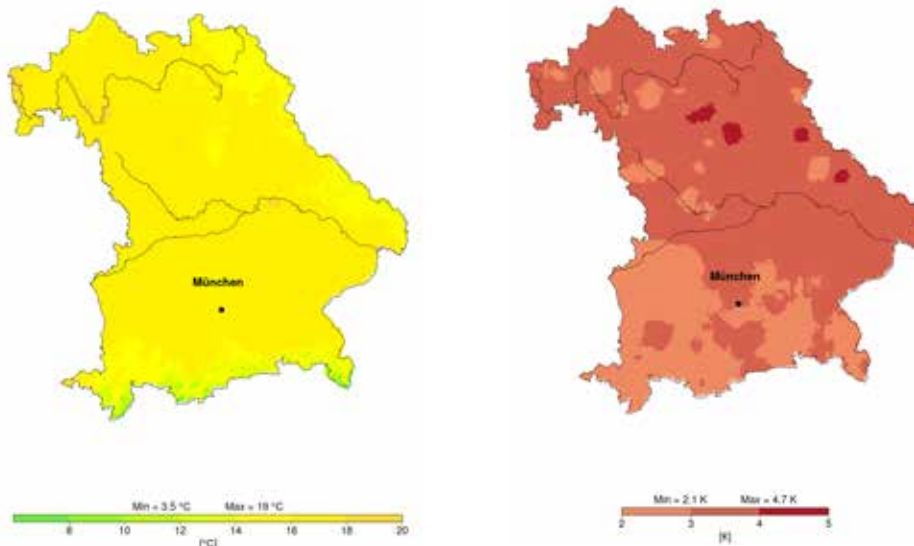 München
München
Min = 3.5 °C Max = 19 °C
8 10 12 14 16 18 20
[°C]
Min = 2.1 K Max = 4.7 K
2 3 4 5
[K]